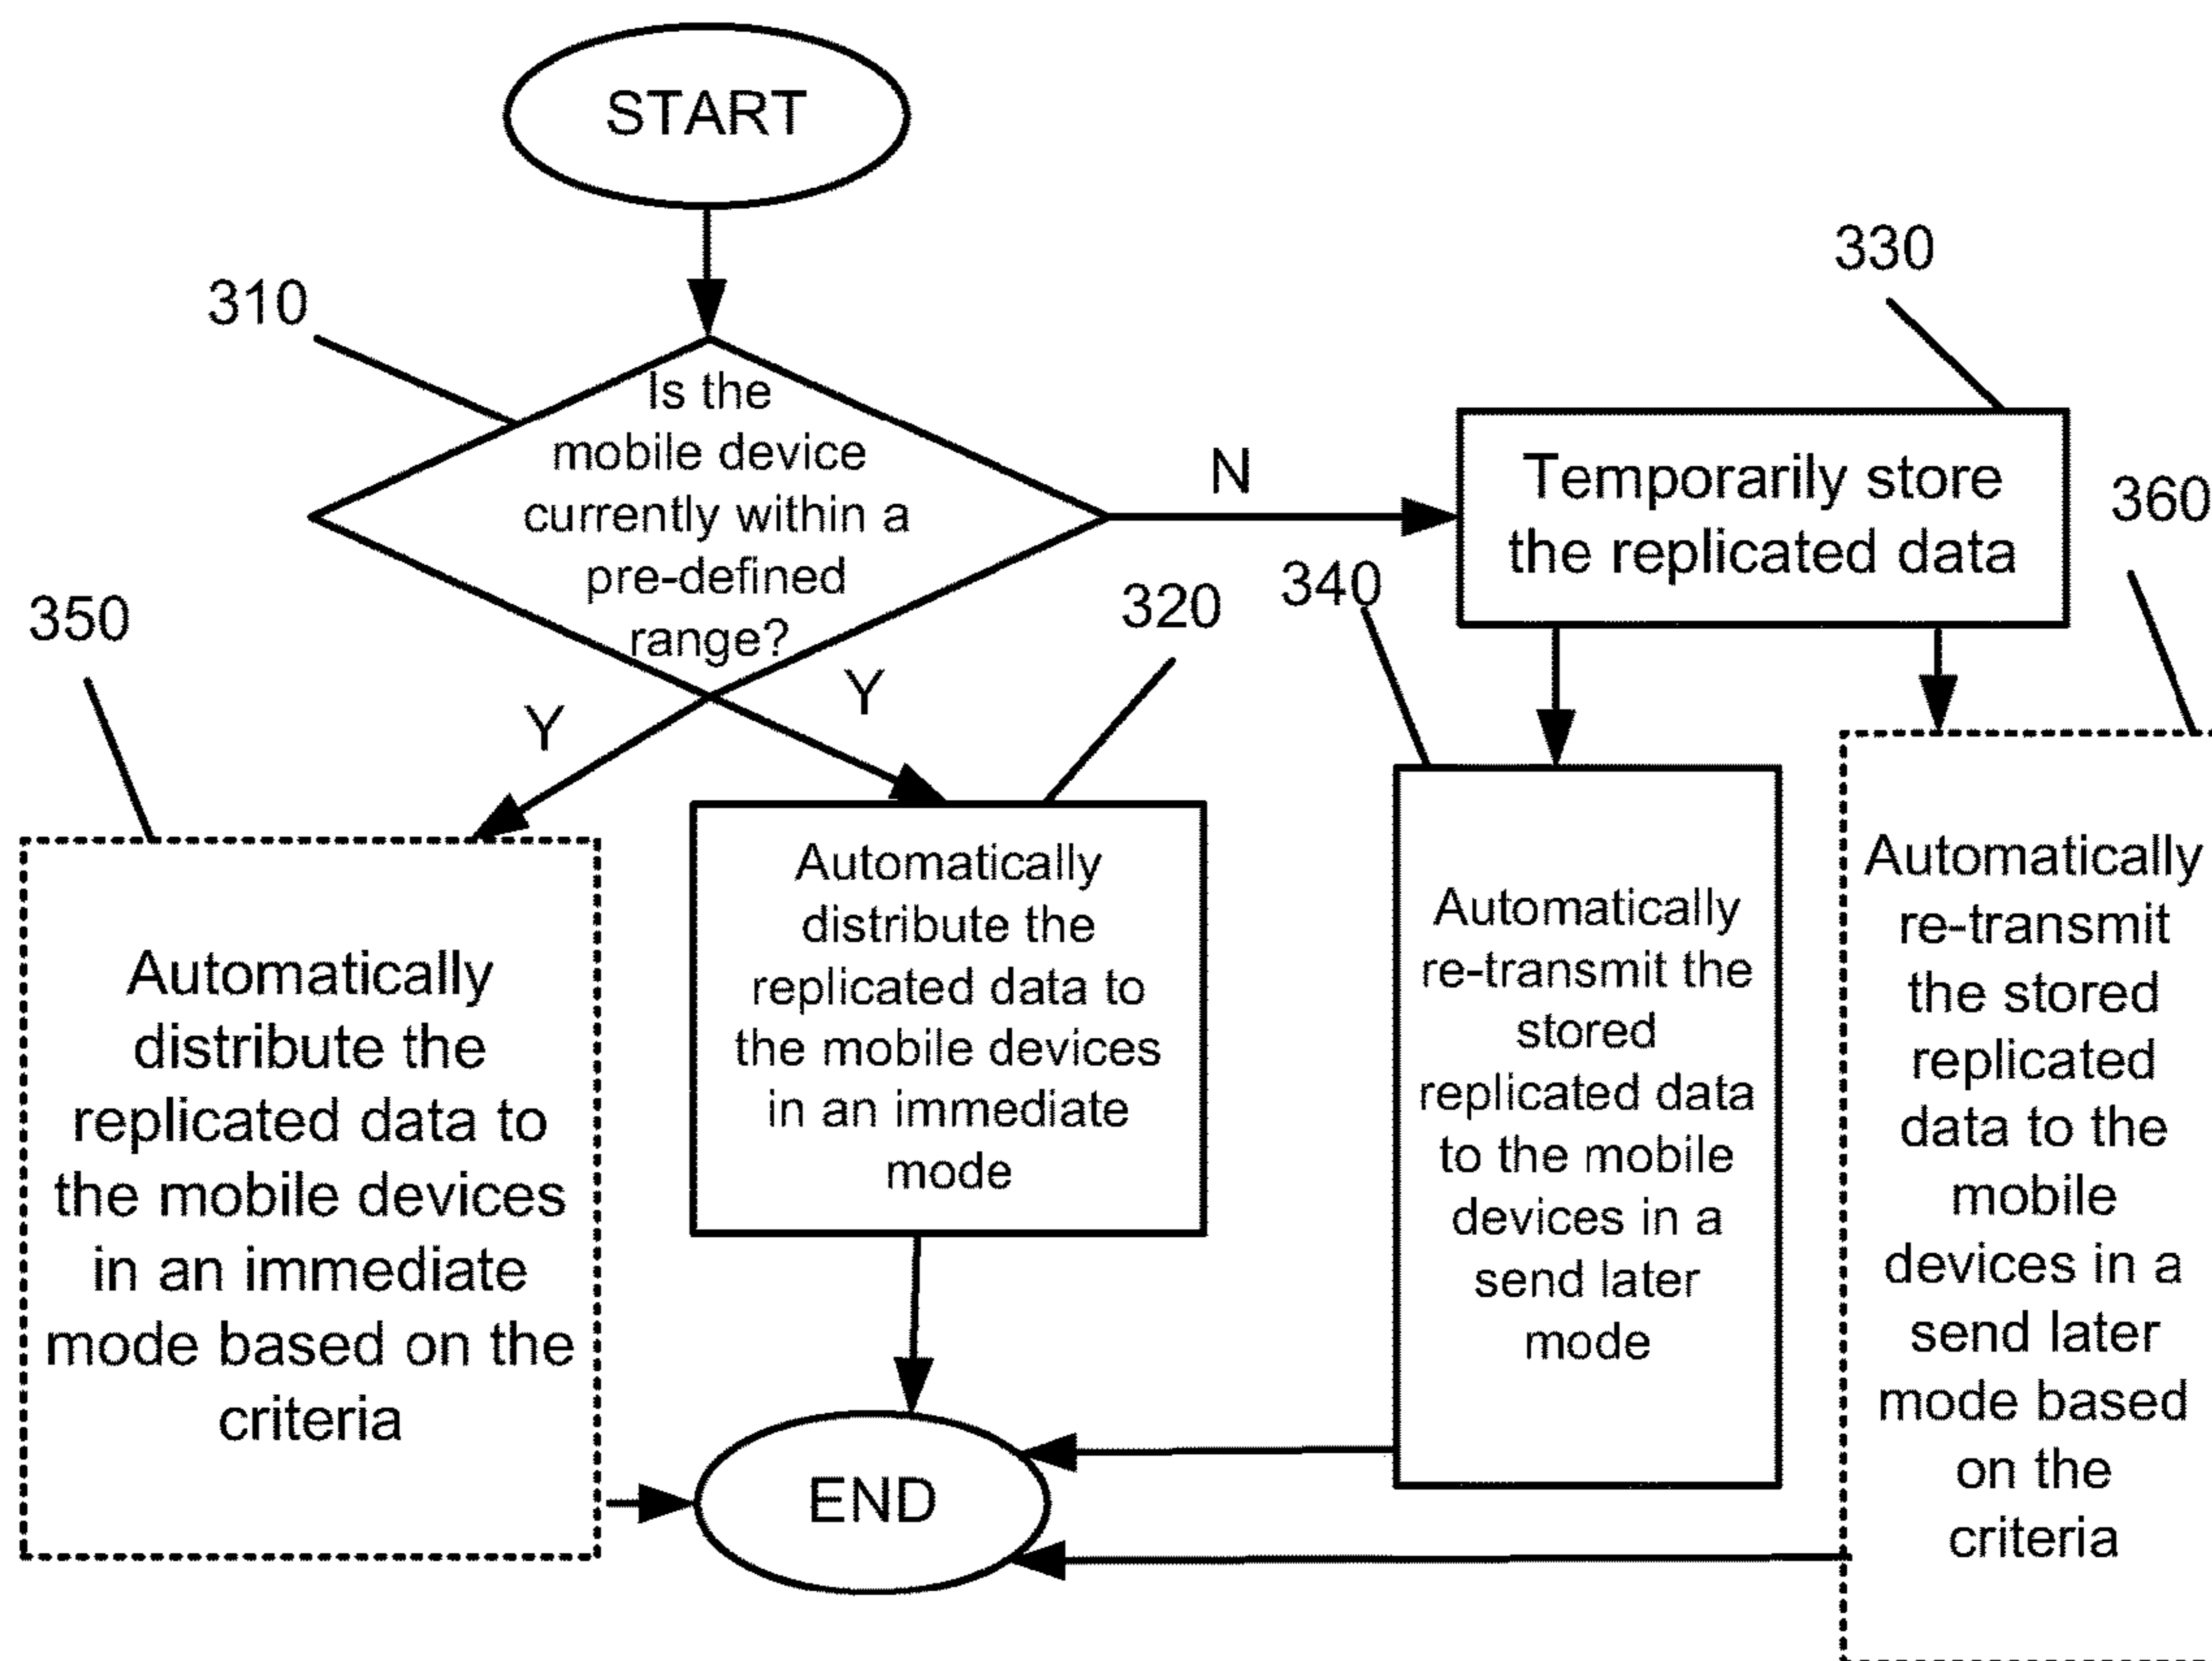 START
310
Is the
mobile device
currently within a
pre-defined
range?
N
330
Temporarily store
the replicated data
360
340
320
350
Y
Y
Automatically
distribute the
replicated data to
the mobile devices
in an immediate
mode based on the
criteria
Automatically
distribute the
replicated data to
the mobile devices
in an immediate
mode
Automatically
re-transmit the
stored
replicated data
to the mobile
devices in a
send later
mode
Automatically
re-transmit
the stored
replicated
data to the
mobile
devices in a
send later
mode based
on the
criteria
END